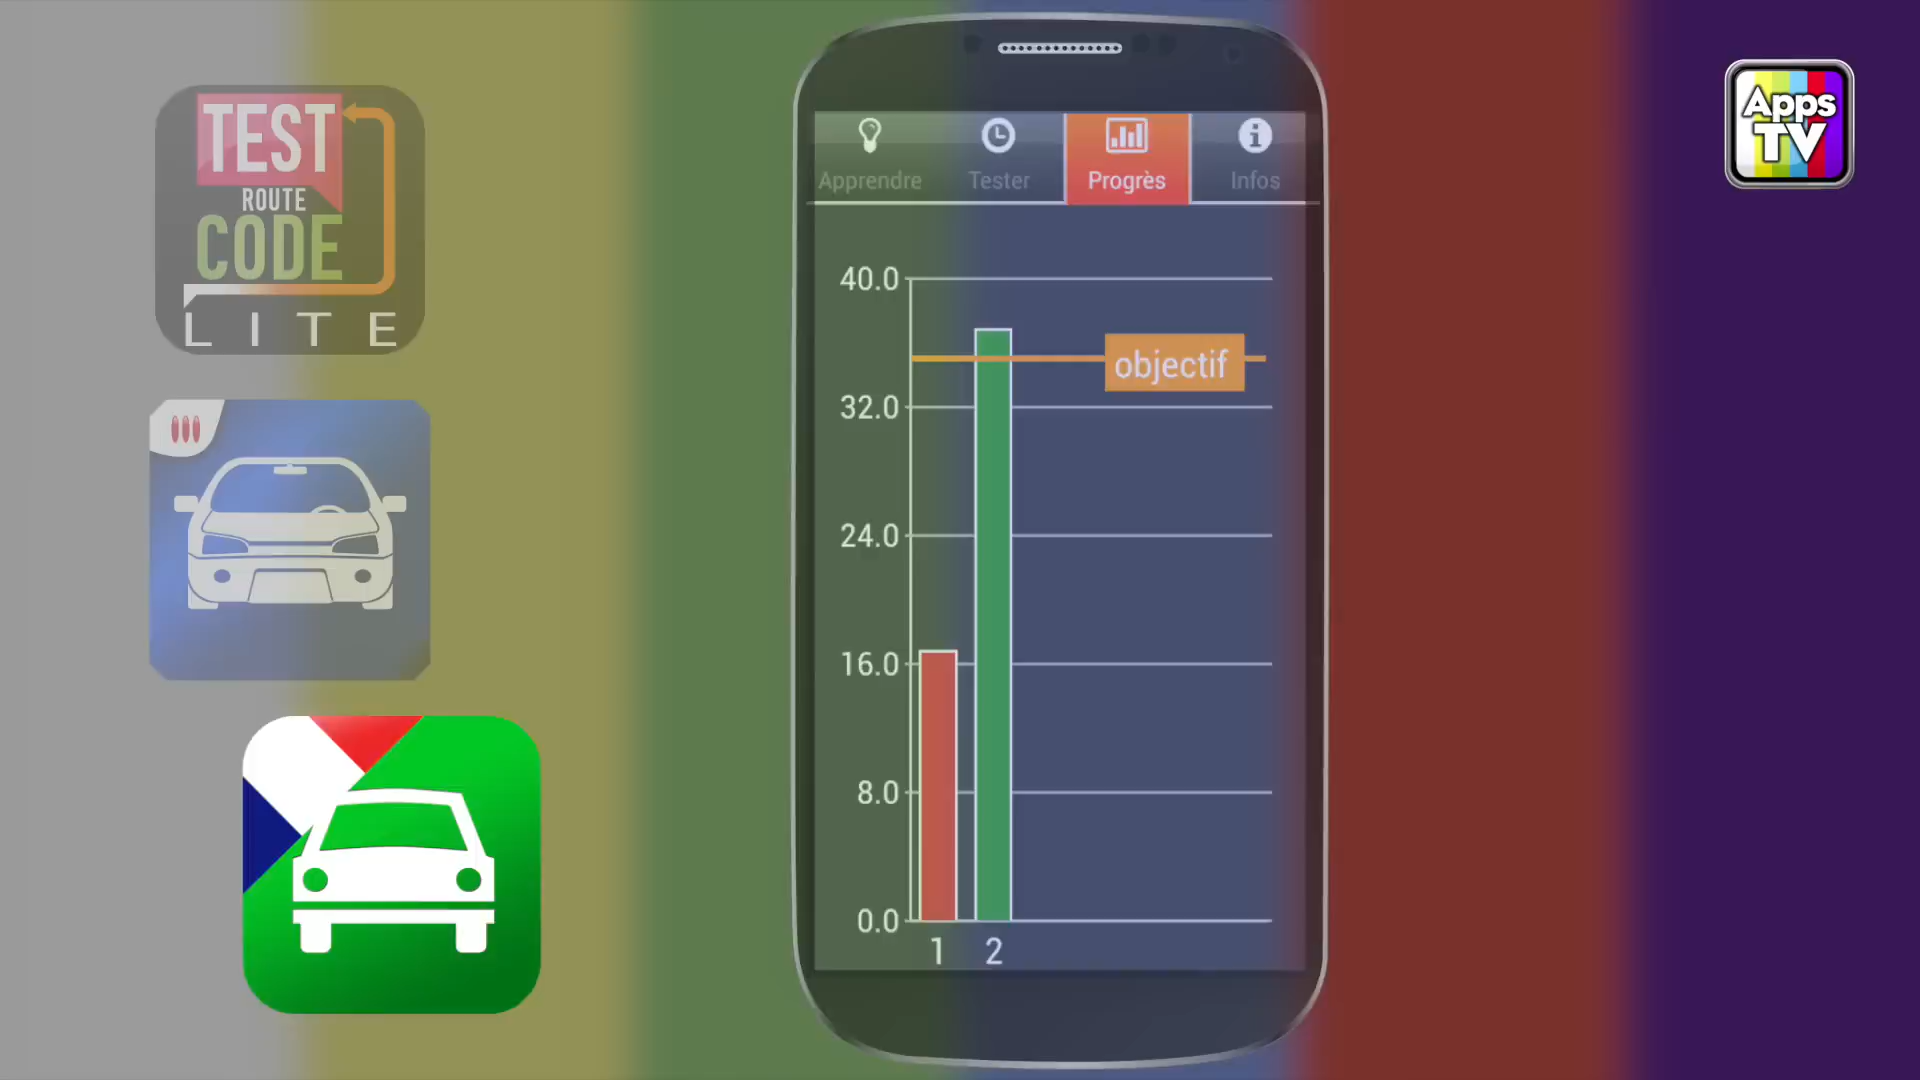 TEST
ROUTE
CODE
LITE
Apprendre
Tester
Progrès
Infos
40.0
objectif
32.0
24.0
16.0
8.0
0.0
1
2
Apps
TV